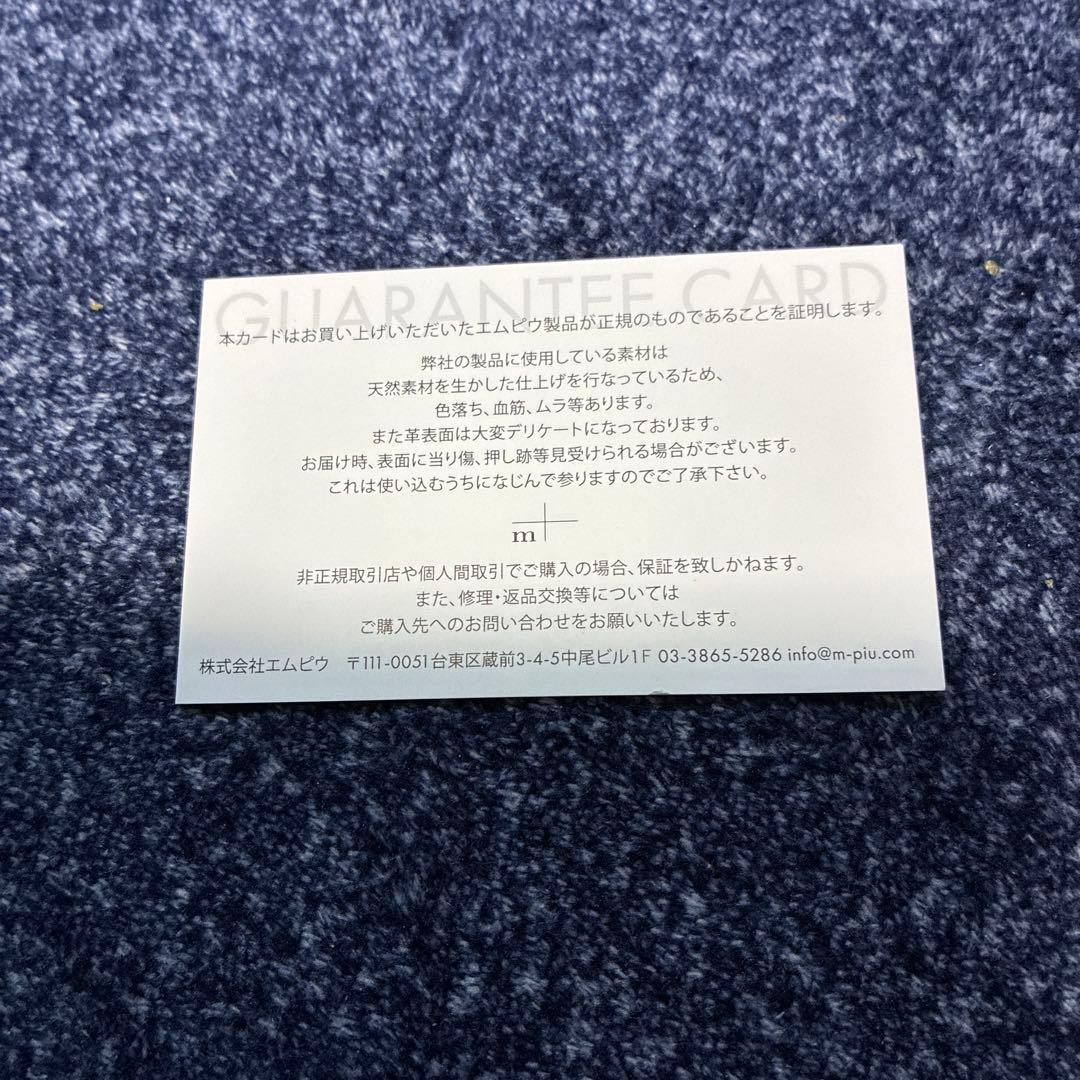 GUARANTEE CARD
本カードはお買い上げいただいたエムピウ製品が正規のものであることを証明します。
弊社の製品に使用している素材は
天然素材を生かした仕上げを行なっているため、
色落ち、血筋、ムラ等あります。
また革表面は大変デリケートになっております。
お届け時、表面に当り傷、押し跡等見受けられる場合がございます。
これは使い込むうちになじんで参りますのでご了承下さい。
m+
非正規取引店や個人間取引でご購入の場合、保証を致しかねます。
また、修理・返品交換等については
ご購入先へのお問い合わせをお願いいたします。
株式会社エムピウ　〒111-0051台東区蔵前3-4-5中尾ビル1F 03-3865-5286 info@m-piu.com